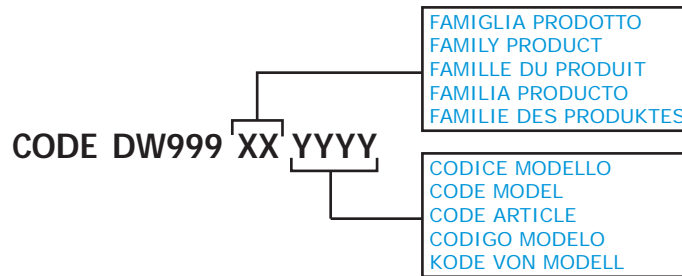 FAMIGLIA PRODOTTO
FAMILY PRODUCT
FAMILLE DU PRODUIT
FAMILIA PRODUCTO
FAMILIE DES PRODUKTES
CODE DW999 XX YYYY
CODICE MODELLO
CODE MODEL
CODE ARTICLE
CODIGO MODELO
KODE VON MODELL